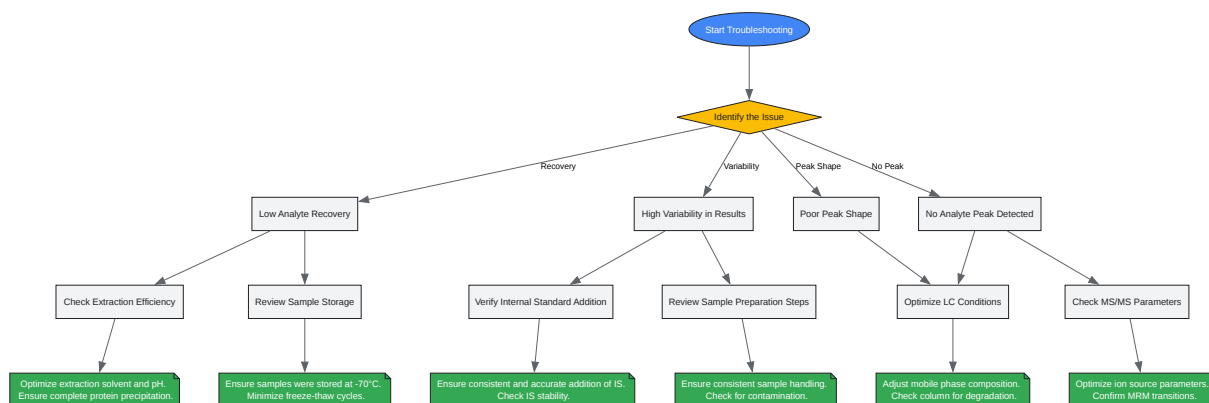 Start Troubleshooting
Identify the Issue
Recovery
Variability
Peak Shape
No Peak
Low Analyte Recovery
High Variability in Results
Poor Peak Shape
No Analyte Peak Detected
Check Extraction Efficiency
Review Sample Storage
Verify Internal Standard Addition
Review Sample Preparation Steps
Optimize LC Conditions
Check MS/MS Parameters
Optimize extraction solvent and pH.
Ensure complete protein precipitation.
Ensure samples were stored at -70°C.
Minimize freeze-thaw cycles.
Ensure consistent and accurate addition of IS.
Check IS stability.
Ensure consistent sample handling.
Check for contamination.
Adjust mobile phase composition.
Check column for degradation.
Optimize ion source parameters.
Confirm MRM transitions.